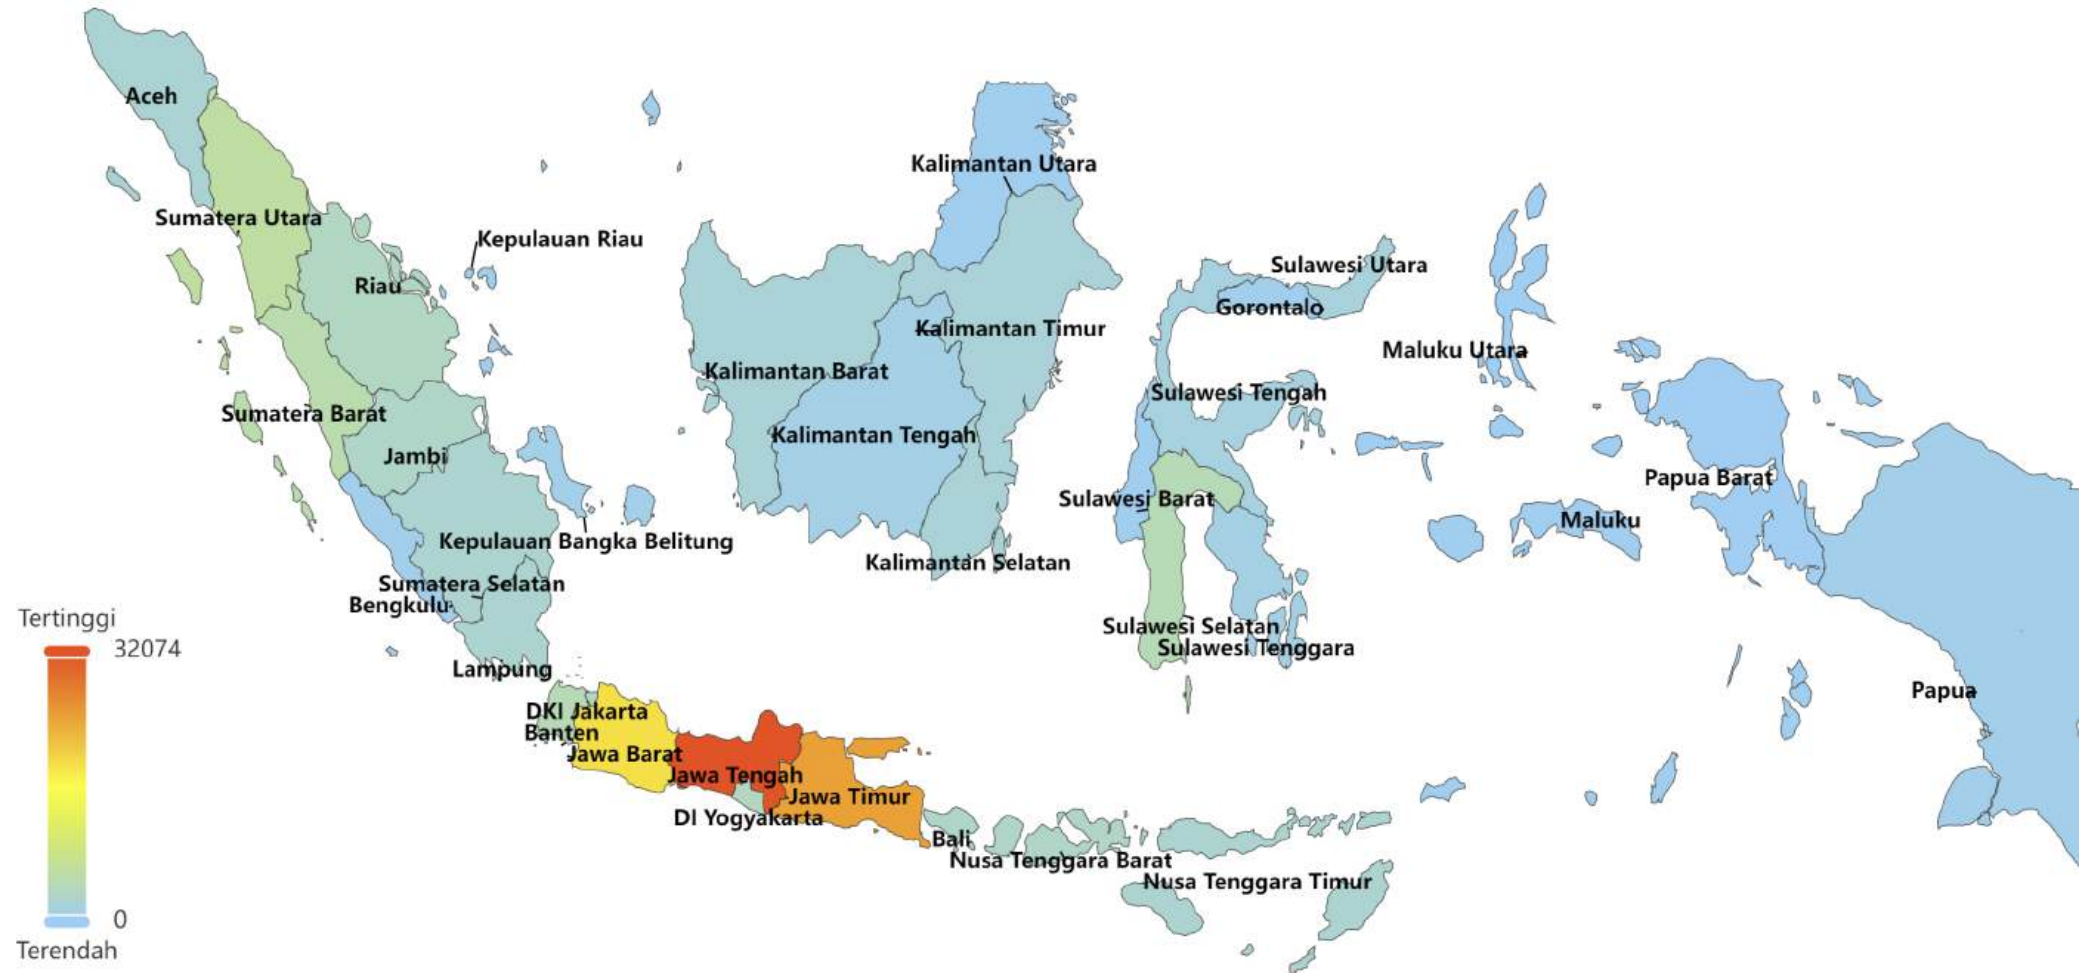 Aceh
Kalimantan Utara
Sumatera Utara
Kepulauan Riau
Sulawesi Utara
Riau
Gorontalo
Kalimantan Timur
Maluku Utara
Kalimantan Barat
Sulawesi Tengah
Sumatera Barat
Kalimantan Tengah
Jambi
Papua Barat
Sulawesi Barat
Maluku
Kepulauan Bangka Belitung
Kalimantan Selatan
Sumatera Selatan
Bengkulu
Tertinggi
32074
Sulawesi Selatan
Sulawesi Tenggara
Lampung
Papua
DKI Jakarta
Banten
Jawa Barat
Jawa Tengah
Jawa Timur
DI Yogyakarta
Bali
Nusa Tenggara Barat
Nusa Tenggara Timur
0
Terendah